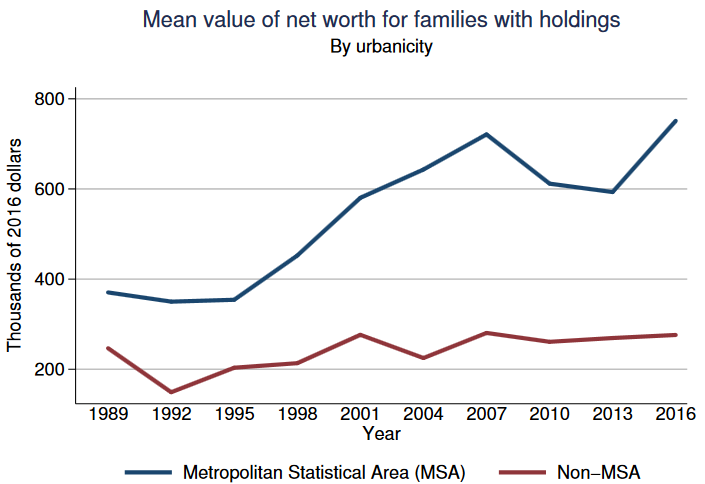 Mean value of net worth for families with holdings
By urbanicity
Thousands of 2016 dollars
800
600
400
200
1989 1992 1995 1998 2001 2004 2007 2010 2013 2016
Year
Metropolitan Statistical Area (MSA) Non−MSA